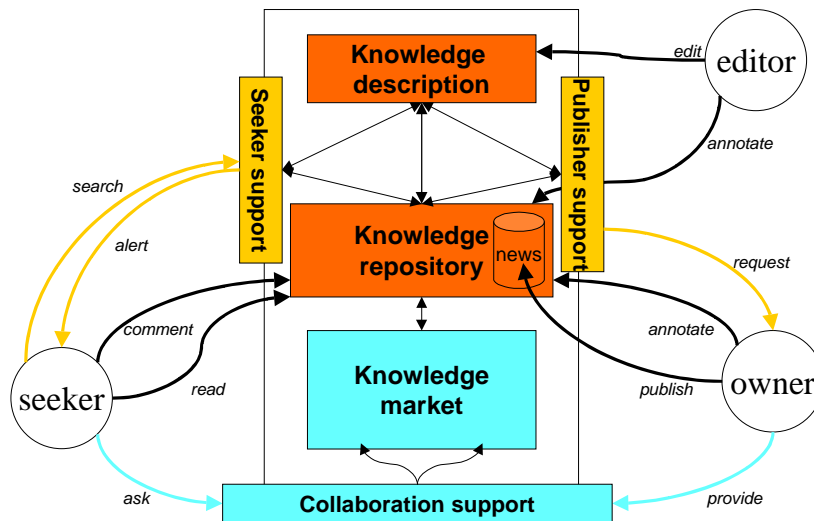 Knowledge
description
edit
editor
Seeker support
Publisher support
annotate
search
alert
Knowledge
repository
news
request
comment
annotate
read
publish
seeker
owner
Knowledge
market
ask
Collaboration support
provide